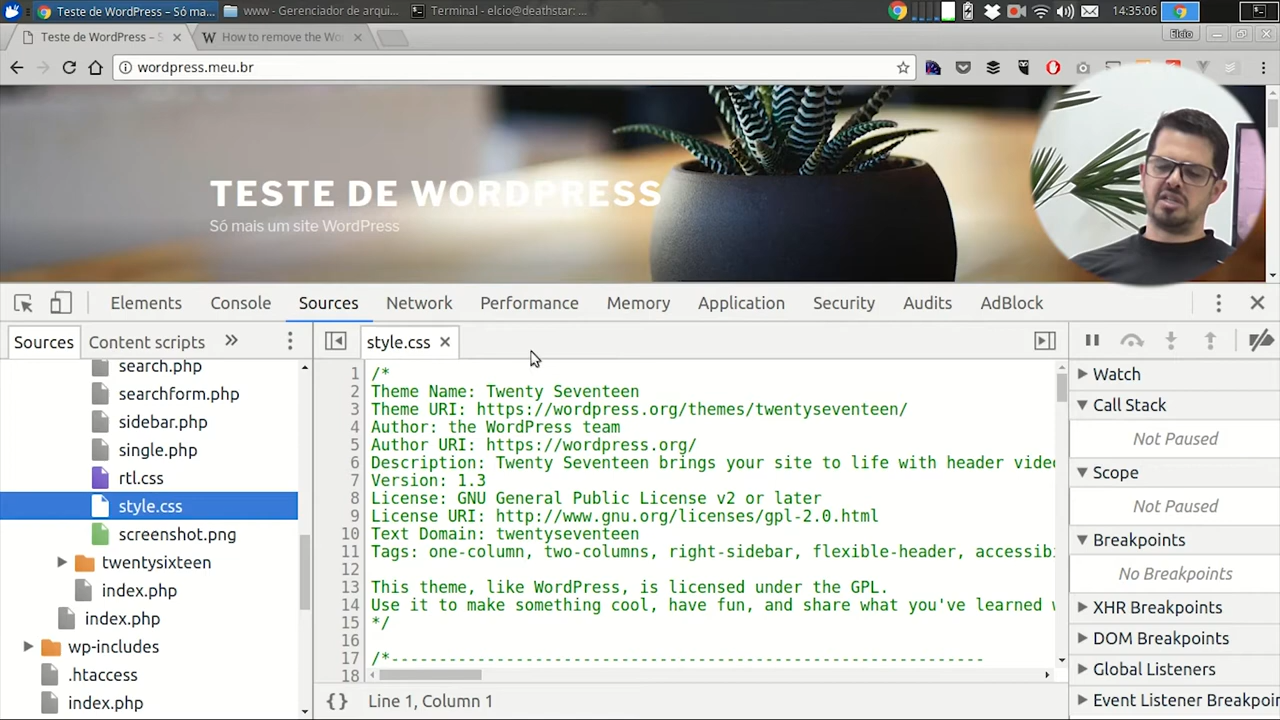 Teste de WordPress – Só ma...
www - Gerenciador de arqui...
Terminal - elcio@deathstar: ...
14:35:06
Teste de WordPress – S
How to remove the Wo
Elcio
wordpress.meu.br
TESTE DE WORDPRESS
Só mais um site WordPress
Elements
Console
Sources
Network
Performance
Memory
Application
Security
Audits
AdBlock
Sources
Content scripts
style.css
search.php
searchform.php
sidebar.php
single.php
rtl.css
style.css
screenshot.png
twentysixteen
index.php
index.php
wp-includes
.htaccess
index.php
1 /*
2 Theme Name: Twenty Seventeen
3 Theme URI: https://wordpress.org/themes/twentyseventeen/
4 Author: the WordPress team
5 Author URI: https://wordpress.org/
6 Description: Twenty Seventeen brings your site to life with header video
7 Version: 1.3
8 License: GNU General Public License v2 or later
9 License URI: http://www.gnu.org/licenses/gpl-2.0.html
10 Text Domain: twentyseventeen
11 Tags: one-column, two-columns, right-sidebar, flexible-header, accessibi
12
13 This theme, like WordPress, is licensed under the GPL.
14 Use it to make something cool, have fun, and share what you've learned w
15 */
16
17 /*--------------------------------------------------------------
18
{} Line 1, Column 1
Watch
Call Stack
Not Paused
Scope
Not Paused
Breakpoints
No Breakpoints
XHR Breakpoints
DOM Breakpoints
Global Listeners
Event Listener Breakpoin